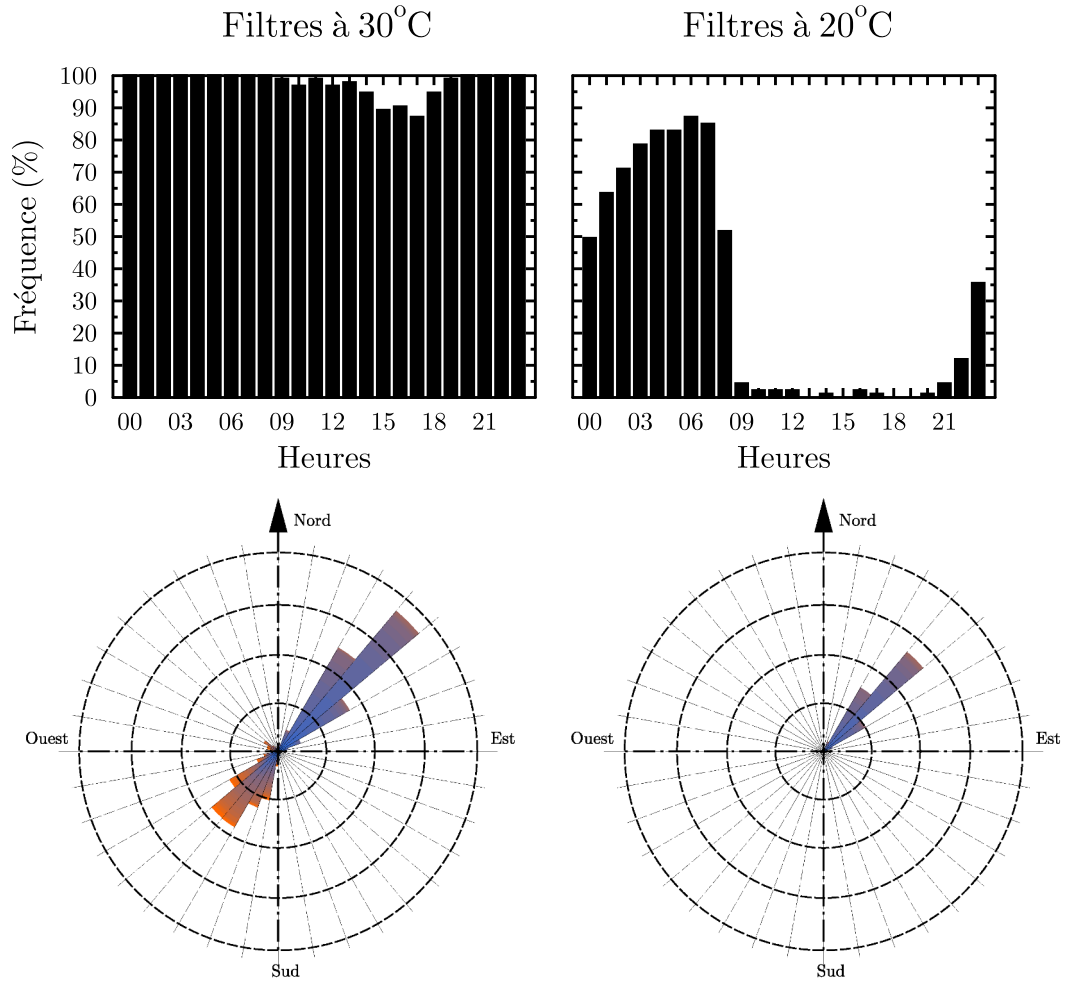 Filtres à 30°C
Filtres à 20°C
Fréquence (%)
100
90
80
70
60
50
40
30
20
10
0
00 03 06 09 12 15 18 21
00 03 06 09 12 15 18 21
Heures
Heures
Nord
Nord
Ouest
Est
Ouest
Est
Sud
Sud